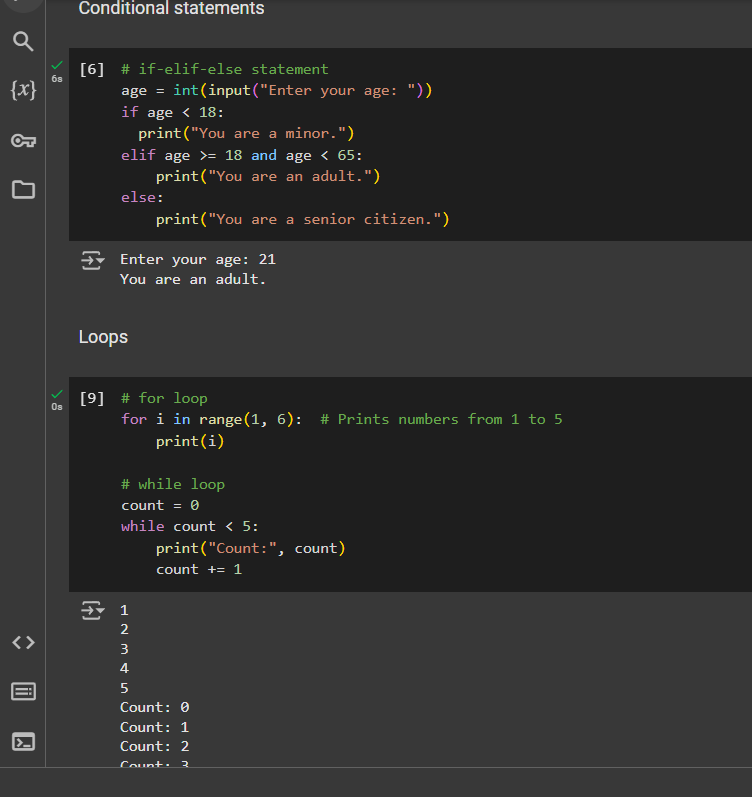 Conditional statements
{x}
6s
[6] # if-elif-else statement
age = int(input("Enter your age: "))
if age < 18:
  print("You are a minor.")
elif age >= 18 and age < 65:
    print("You are an adult.")
else:
    print("You are a senior citizen.")
Enter your age: 21
You are an adult.
Loops
0s
[9] # for loop
for i in range(1, 6):  # Prints numbers from 1 to 5
    print(i)
# while loop
count = 0
while count < 5:
    print("Count:", count)
    count += 1
1
2
3
4
5
Count: 0
Count: 1
Count: 2
Count: 3